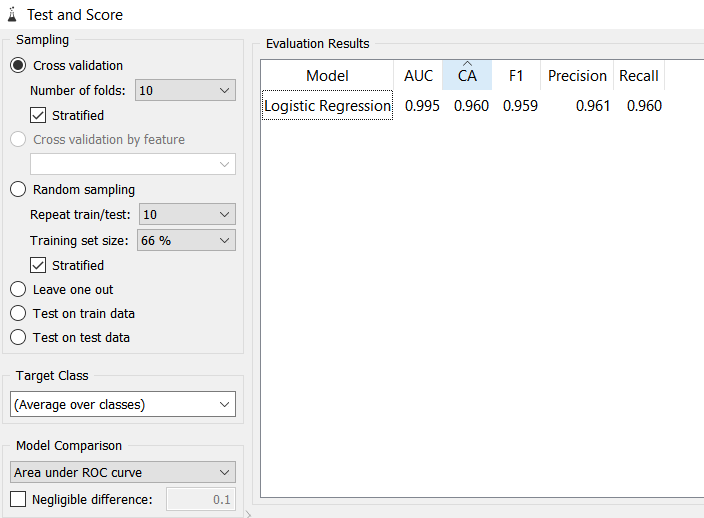 Test and Score
Sampling
Cross validation
Number of folds: 10
Stratified
Cross validation by feature
Random sampling
Repeat train/test: 10
Training set size: 66 %
Stratified
Leave one out
Test on train data
Test on test data
Target Class
(Average over classes)
Model Comparison
Area under ROC curve
Negligible difference: 0.1
Evaluation Results
Model AUC CA F1 Precision Recall
Logistic Regression 0.995 0.960 0.959 0.961 0.960